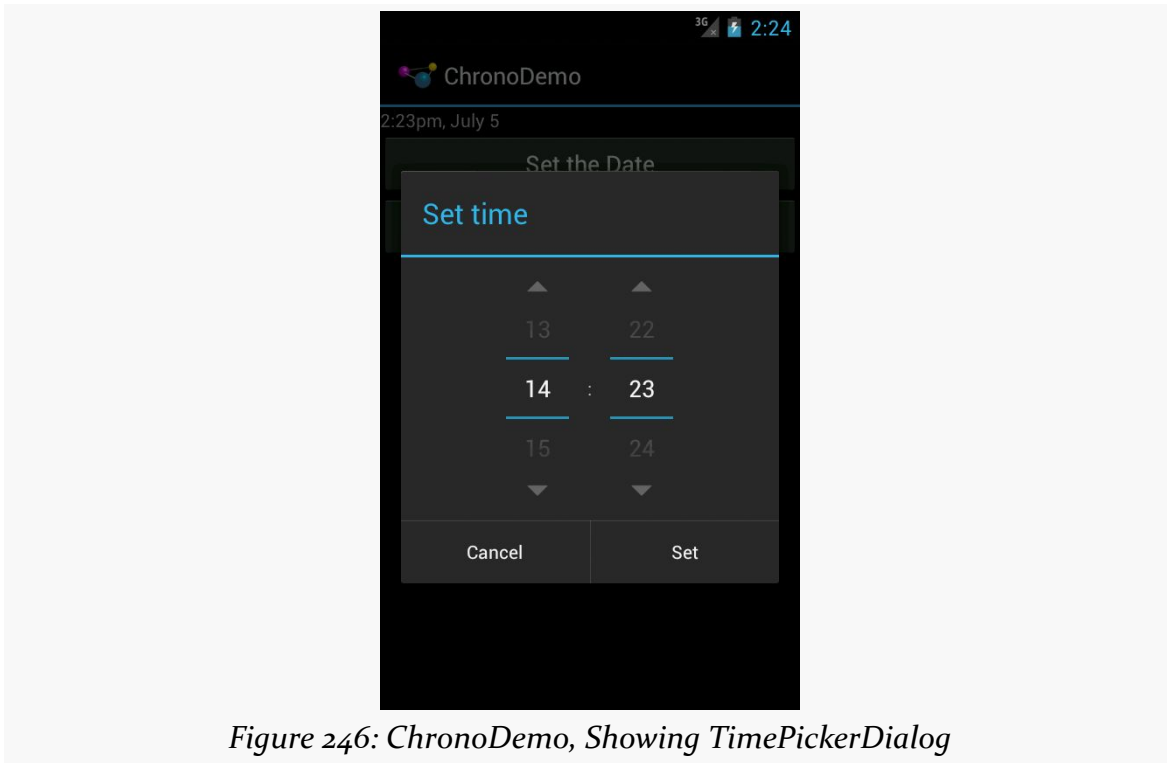 3G 2:24
ChronoDemo
2:23pm, July 5
Set the Date
Set time
13 22
14 : 23
15 24
Cancel Set
Figure 246: ChronoDemo, Showing TimePickerDialog